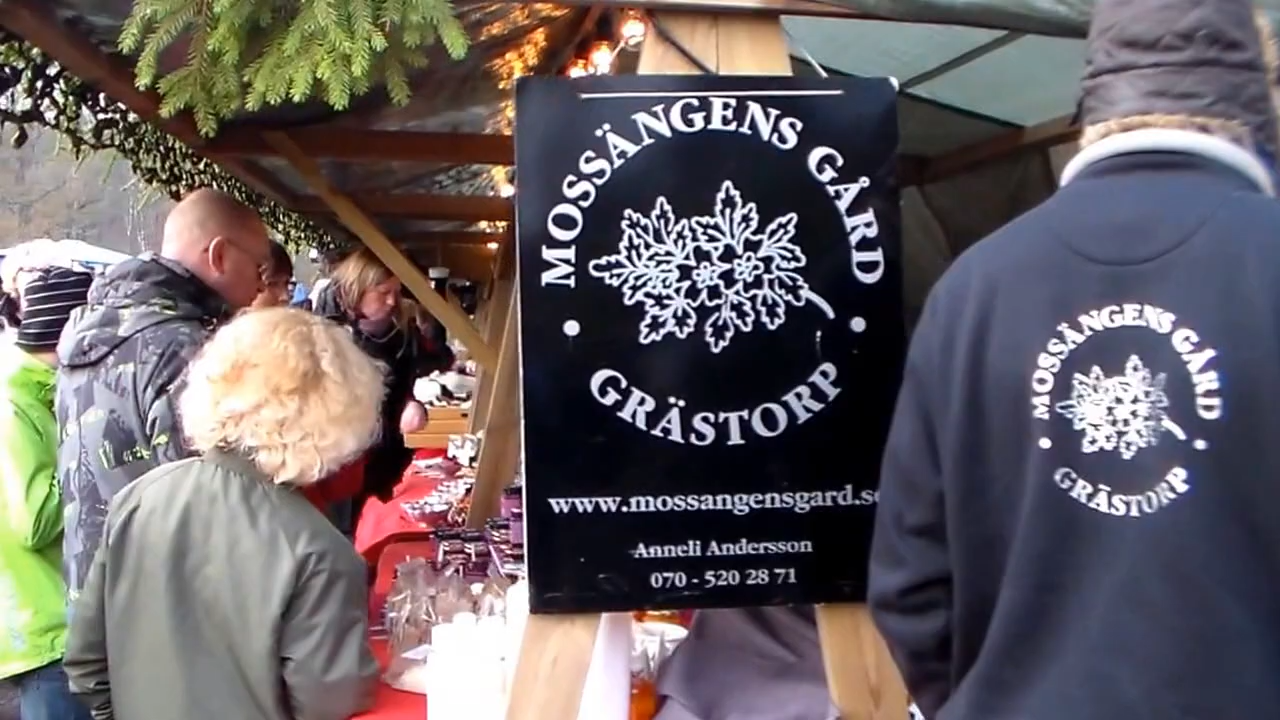 MOSSÄNGENS GÅRD
GRÄSTORP
www.mossangensgard.se
Anneli Andersson
070 - 520 28 71
MOSSÄNGENS GÅRD
GRÄSTORP